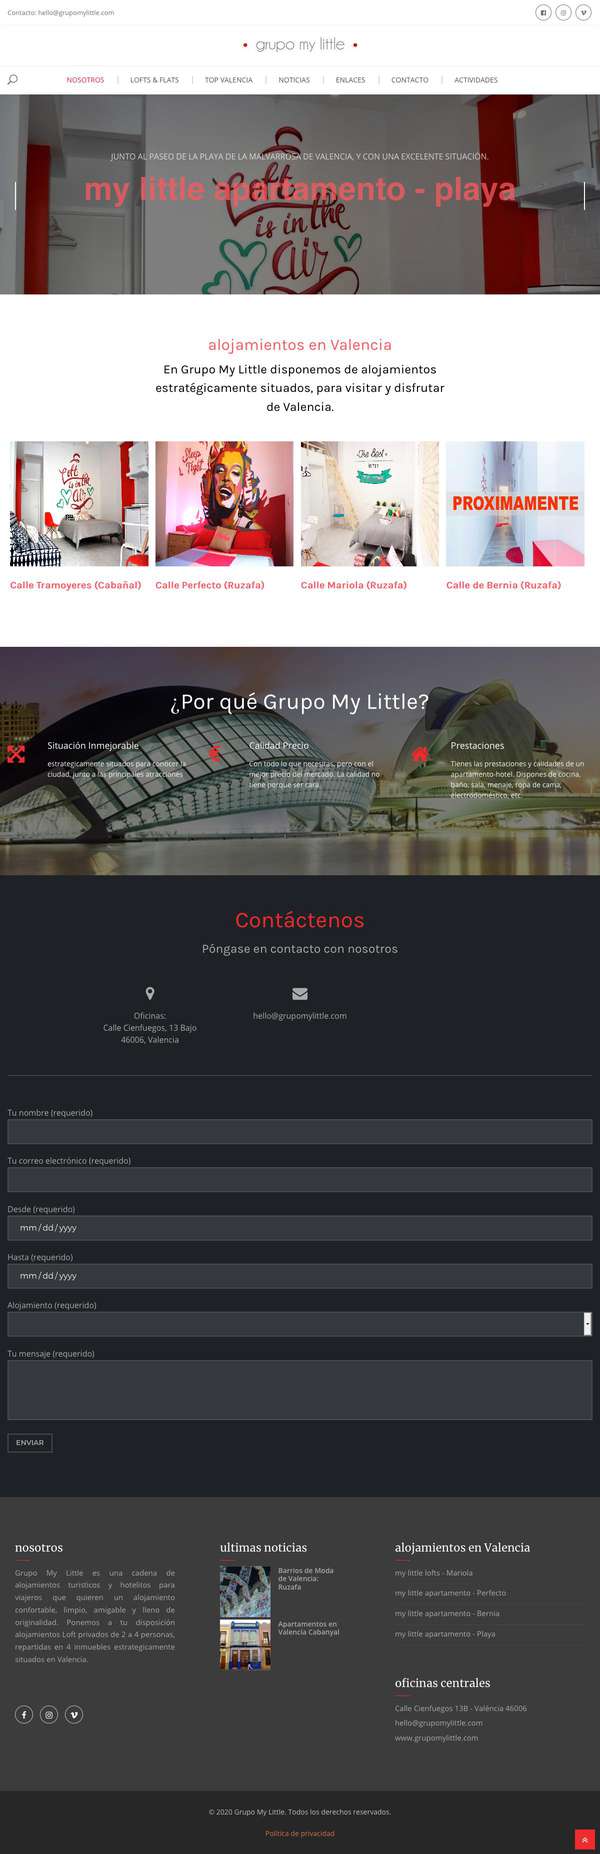 Contacto: hello@grupomylittle.com
• grupo my little •
NOSOTROS
LOFTS & FLATS
TOP VALENCIA
NOTICIAS
ENLACES
CONTACTO
ACTIVIDADES
JUNTO AL PASEO DE LA PLAYA DE LA MALVARROSA DE VALENCIA, Y CON UNA EXCELENTE SITUACIÓN.
my little apartamento - playa
Loft
is in the
air
alojamientos en Valencia
En Grupo My Little disponemos de alojamientos
estratégicamente situados, para visitar y disfrutar
de Valencia.
Loft
is in the
air
Sleep
Tight
The Best
PROXIMAMENTE
Calle Tramoyeres (Cabañal)
Calle Perfecto (Ruzafa)
Calle Mariola (Ruzafa)
Calle de Bernia (Ruzafa)
¿Por qué Grupo My Little?
Situación Inmejorable
estrategicamente situados para conocer la
ciudad, junto a las principales atracciones
Calidad Precio
Con todo lo que necesitas, pero con el
mejor precio del mercado. La calidad no
tiene porque ser cara.
Prestaciones
Tienes las prestaciones y calidades de un
apartamento-hotel. Dispones de cocina,
baño, sala, menaje, ropa de cama,
electrodoméstico, etc.
Contáctenos
Póngase en contacto con nosotros
Oficinas:
Calle Cienfuegos, 13 Bajo
46006, Valencia
hello@grupomylittle.com
Tu nombre (requerido)
Tu correo electrónico (requerido)
Desde (requerido)
mm/dd/yyyy
Hasta (requerido)
mm/dd/yyyy
Alojamiento (requerido)
Tu mensaje (requerido)
ENVIAR
nosotros
Grupo My Little es una cadena de
alojamientos turisticos y hotelitos para
viajeros que quieren un alojamiento
confortable, limpio, amigable y lleno de
originalidad. Ponemos a tu disposición
alojamientos Loft privados de 2 a 4 personas,
repartidas en 4 inmuebles estrategicamente
situados en Valencia.
ultimas noticias
Barrios de Moda
de Valencia:
Ruzafa
Apartamentos en
Valencia Cabanyal
alojamientos en Valencia
my little lofts - Mariola
my little apartamento - Perfecto
my little apartamento - Bernia
my little apartamento - Playa
oficinas centrales
Calle Cienfuegos 13B - Valéncia 46006
hello@grupomylittle.com
www.grupomylittle.com
© 2020 Grupo My Little. Todos los derechos reservados.
Política de privacidad